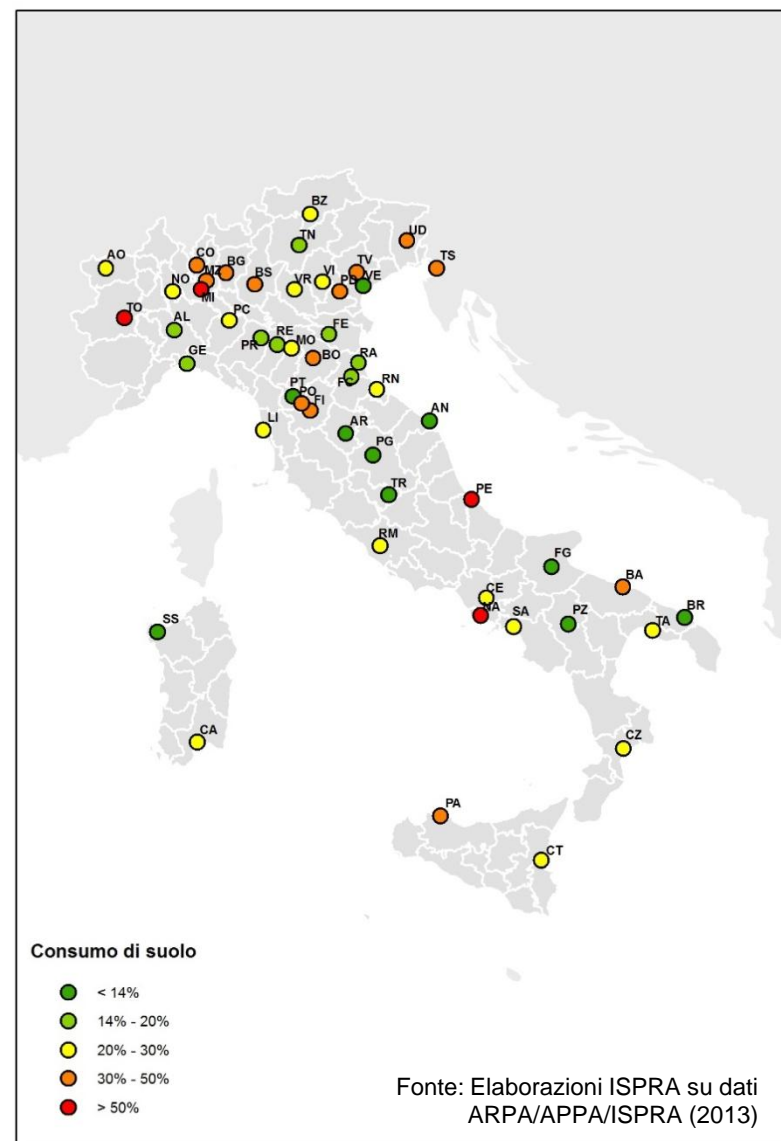 BZ
UD
TN
AO
CO
BG
TV
TS
MZ
BS
VI
VE
NO
VR
PD
MI
TO
PC
AL
FE
RE
MO
PR
BO
RA
GE
FC
RN
PT
PO
FI
AN
LI
AR
PG
TR
PE
RM
FG
CE
BA
NA
SA
PZ
BR
TA
SS
CA
CZ
PA
CT
Consumo di suolo
< 14%
14% - 20%
20% - 30%
30% - 50%
> 50%
Fonte: Elaborazioni ISPRA su dati
ARPA/APPA/ISPRA (2013)